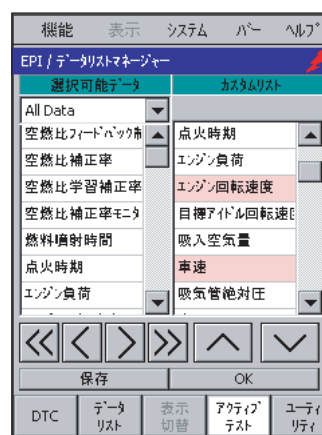 機能 表示 システム バー ヘルプ
EPI / データリストマネージャー
選択可能データ カスタムリスト
All Data
空燃比フィードバック制 点火時期
空燃比補正率 エンジン負荷
空燃比学習補正率 エンジン回転速度
空燃比補正率モニタ 目標アイドル回転速度
燃料噴射時間 吸入空気量
点火時期 車速
エンジン負荷 吸気管絶対圧
保存 OK
DTC データリスト 表示切替 アクティブテスト ユーティリティ